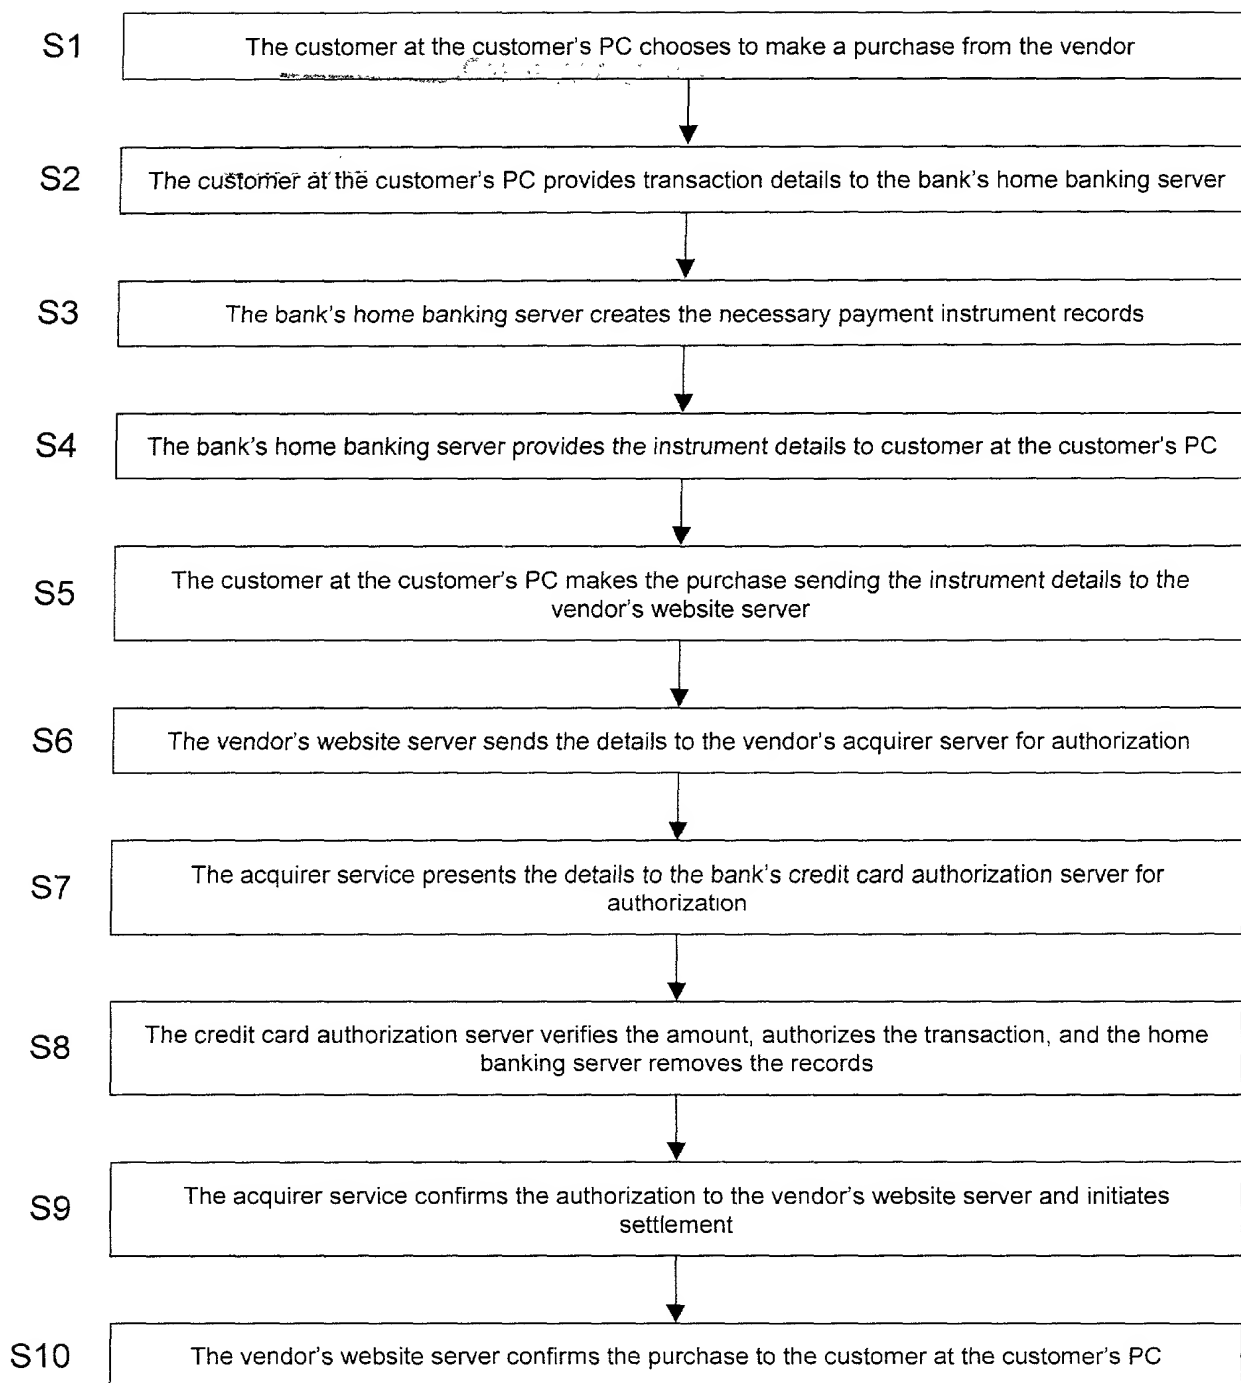 S1
The customer at the customer's PC chooses to make a purchase from the vendor
S2
The customer at the customer's PC provides transaction details to the bank's home banking server
S3
The bank's home banking server creates the necessary payment instrument records
S4
The bank's home banking server provides the instrument details to customer at the customer's PC
S5
The customer at the customer's PC makes the purchase sending the instrument details to the
vendor's website server
S6
The vendor's website server sends the details to the vendor's acquirer server for authorization
S7
The acquirer service presents the details to the bank's credit card authorization server for
authorization
S8
The credit card authorization server verifies the amount, authorizes the transaction, and the home
banking server removes the records
S9
The acquirer service confirms the authorization to the vendor's website server and initiates
settlement
S10
The vendor's website server confirms the purchase to the customer at the customer's PC